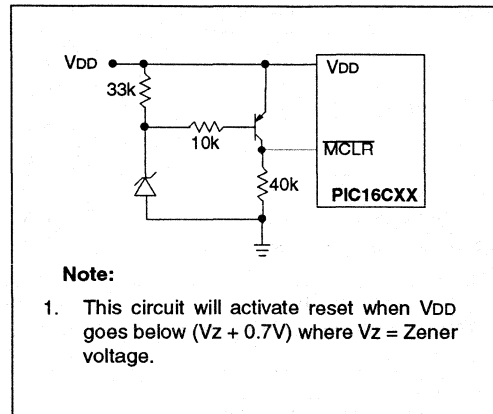 VDD
VDD
33k
10k
MCLR
40k
PIC16CXX
Note:
1. This circuit will activate reset when VDD
goes below (Vz + 0.7V) where Vz = Zener
voltage.